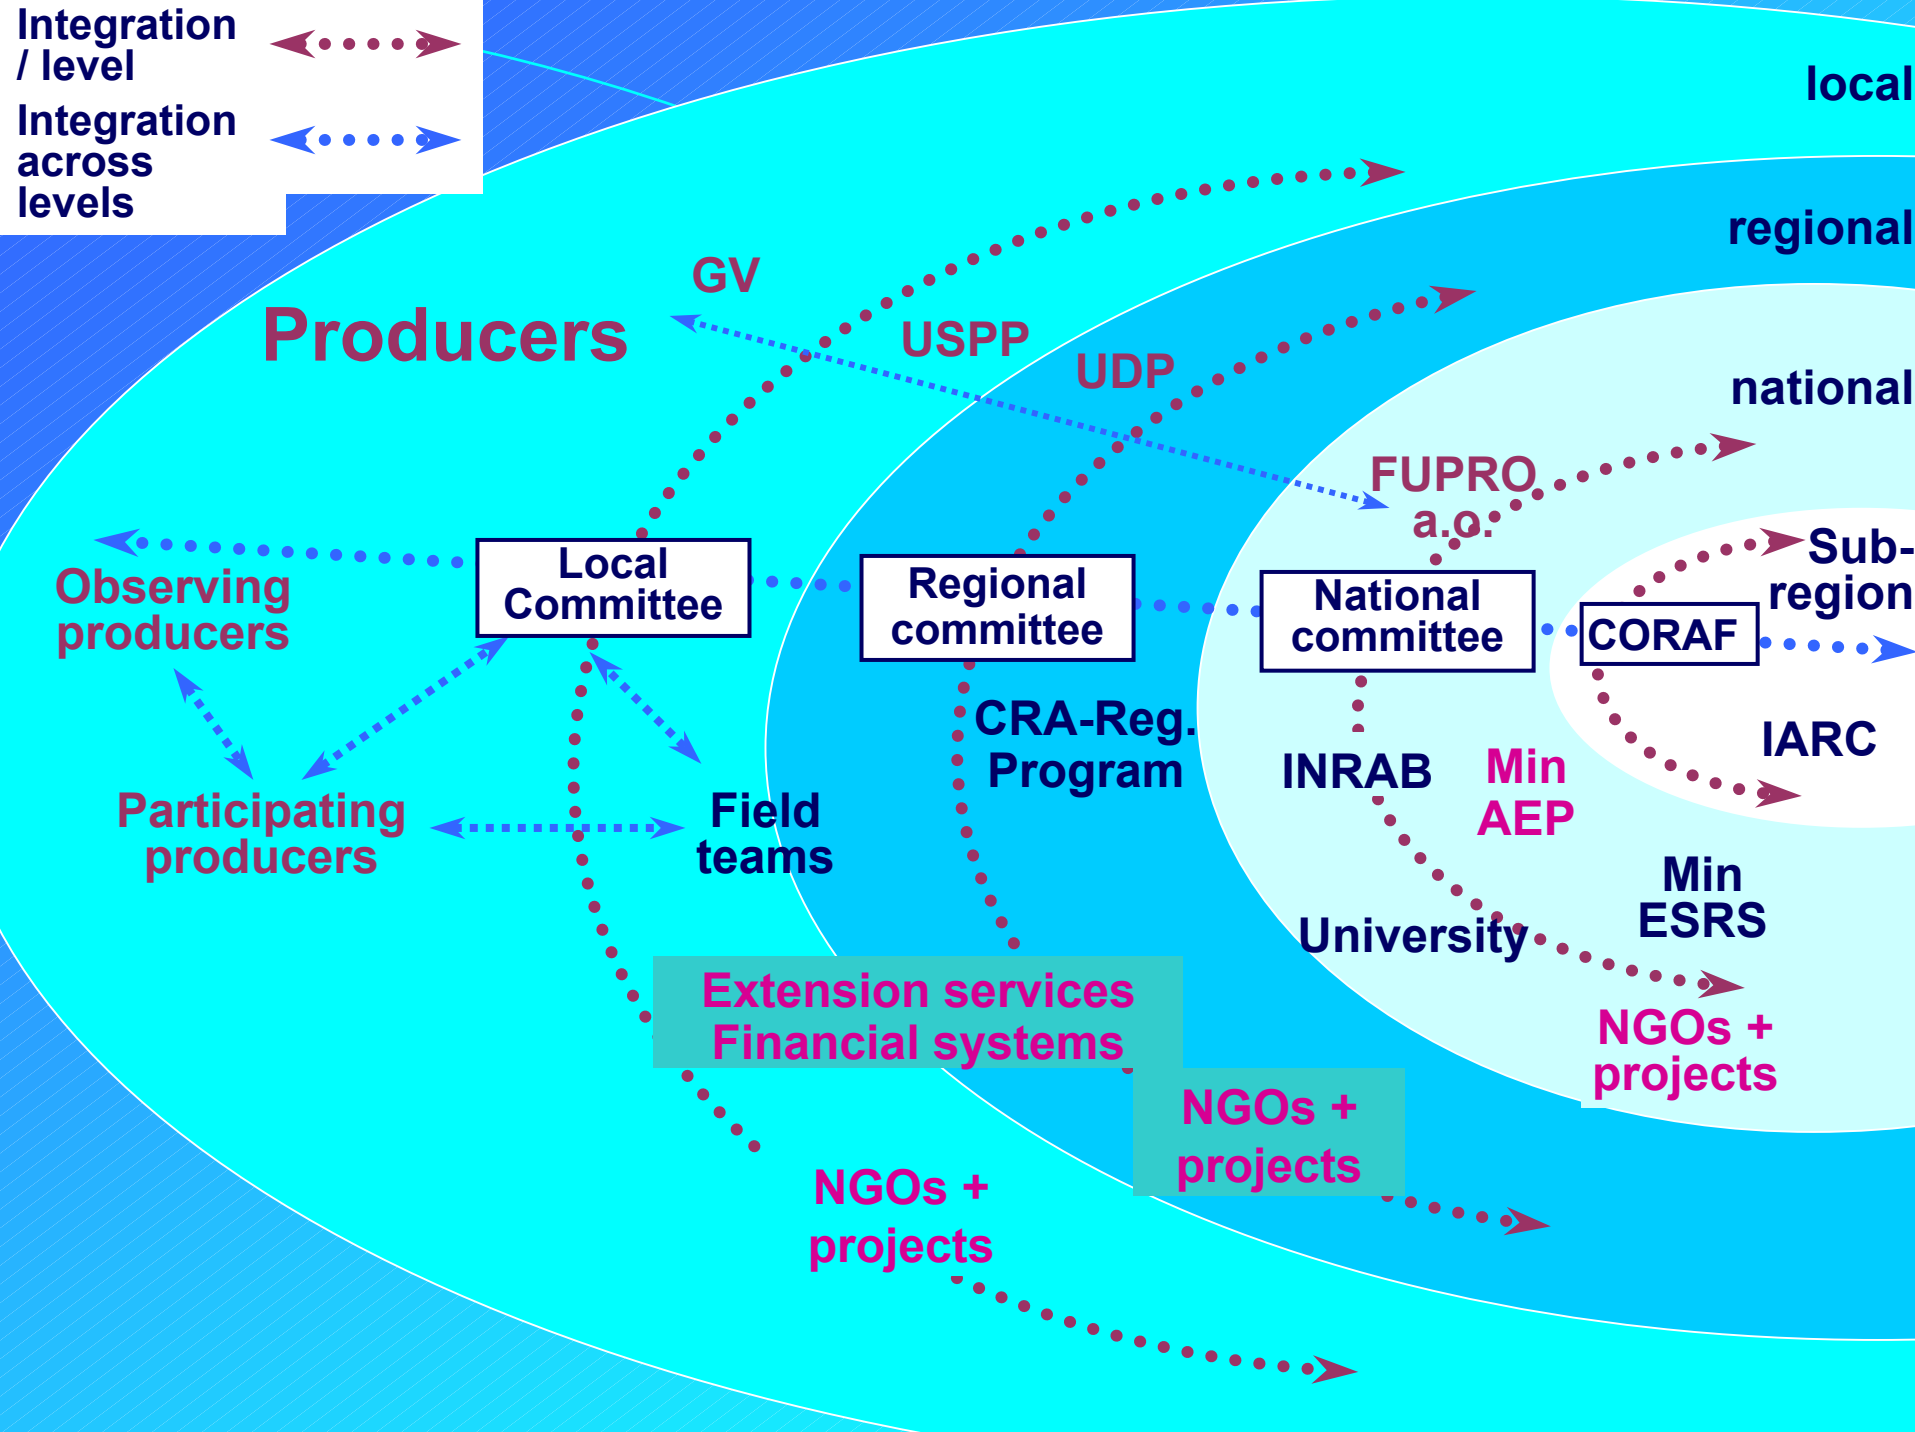 Integration
/ level
Integration
across
levels
local
regional
national
Sub-
region
GV
Producers
USPP
UDP
FUPRO
a.o.
Observing
producers
Local
Committee
Regional
committee
National
committee
CORAF
IARC
CRA-Reg.
Program
INRAB
Min
AEP
Participating
producers
Field
teams
Min
ESRS
University
Extension services
Financial systems
NGOs +
projects
NGOs +
projects
NGOs +
projects